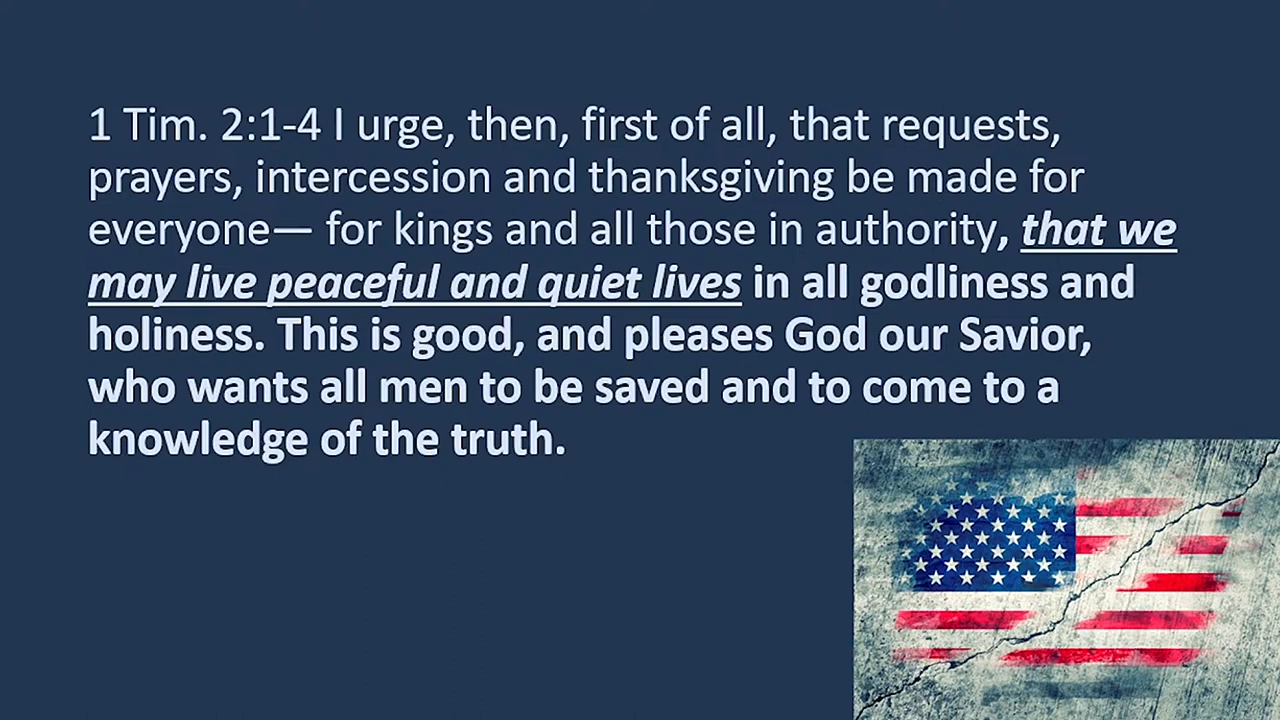 1 Tim. 2:1-4 I urge, then, first of all, that requests,
prayers, intercession and thanksgiving be made for
everyone— for kings and all those in authority, that we
may live peaceful and quiet lives in all godliness and
holiness. This is good, and pleases God our Savior,
who wants all men to be saved and to come to a
knowledge of the truth.